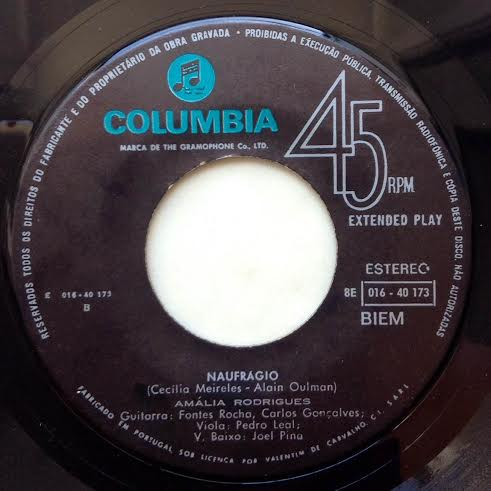 RESERVADOS TODOS OS DIREITOS DO FABRICANTE E DO PROPRIETÁRIO DA OBRA GRAVADA • PROIBIDAS A EXECUÇÃO PÚBLICA, TRANSMISSÃO RADIOFÓNICA E CÓPIA DESTE DISCO, NÃO AUTORIZADAS
COLUMBIA
MARCA DE THE GRAMOPHONE Co., LTD.
45 RPM
EXTENDED PLAY
ESTEREO
8E 016 - 40 173
BIEM
E 016-40 173
B
NAUFRÁGIO
(Cecília Meireles - Alain Oulman)
AMÁLIA RODRIGUES
Guitarra: Fontes Rocha, Carlos Gonçalves;
Viola: Pedro Leal;
V. Baixo: Joel Pina
FABRICADO EM PORTUGAL SOB LICENÇA POR VALENTIM DE CARVALHO, C.I. SARL